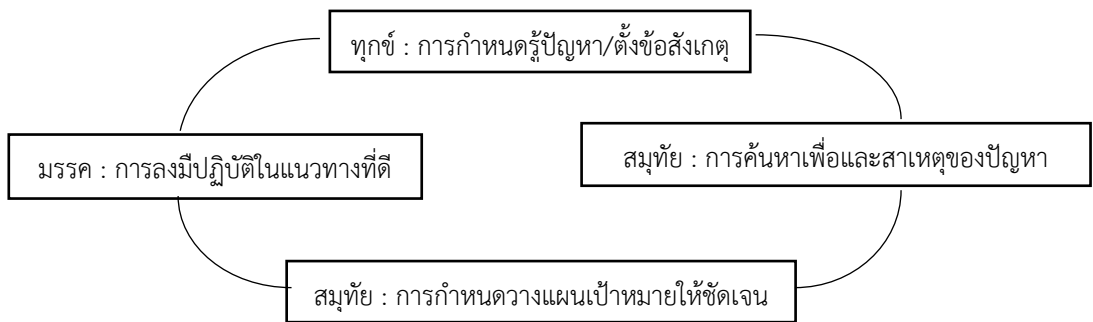 ทุกข์ : การกำหนดรู้ปัญหา/ตั้งข้อสังเกตุ
มรรค : การลงมืปฏิบัติในแนวทางที่ดี
สมุทัย : การค้นหาเพื่อและสาเหตุของปัญหา
สมุทัย : การกำหนดวางแผนเป้าหมายให้ชัดเจน